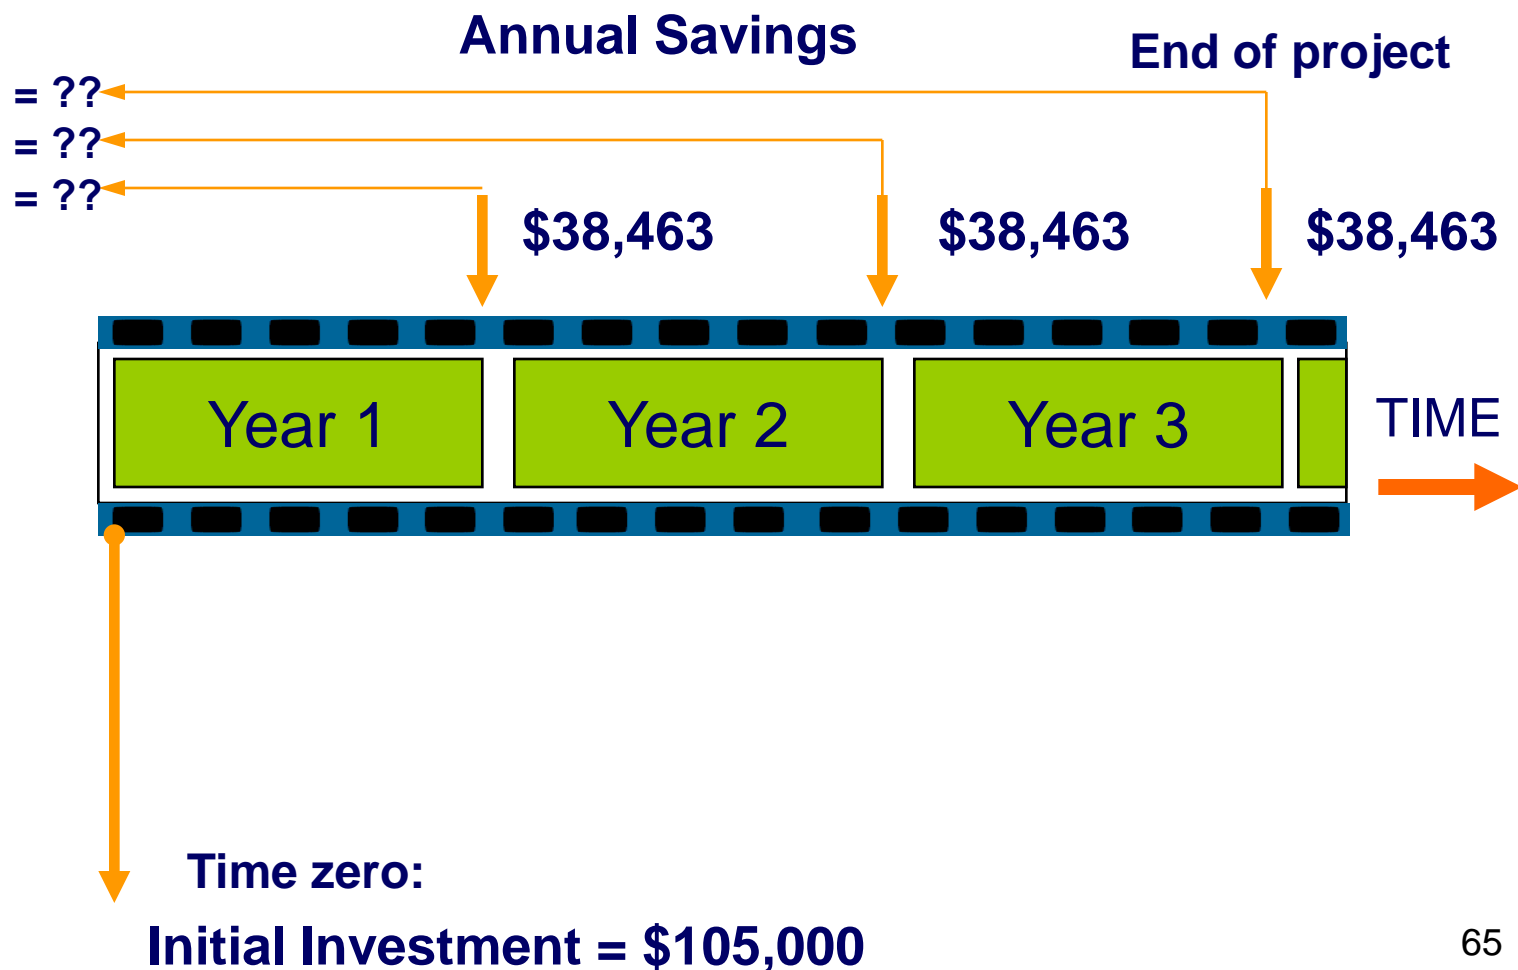 Annual Savings
End of project
= ??
= ??
= ??
$38,463
$38,463
$38,463
Year 1
Year 2
Year 3
TIME
Time zero:
Initial Investment = $105,000
65